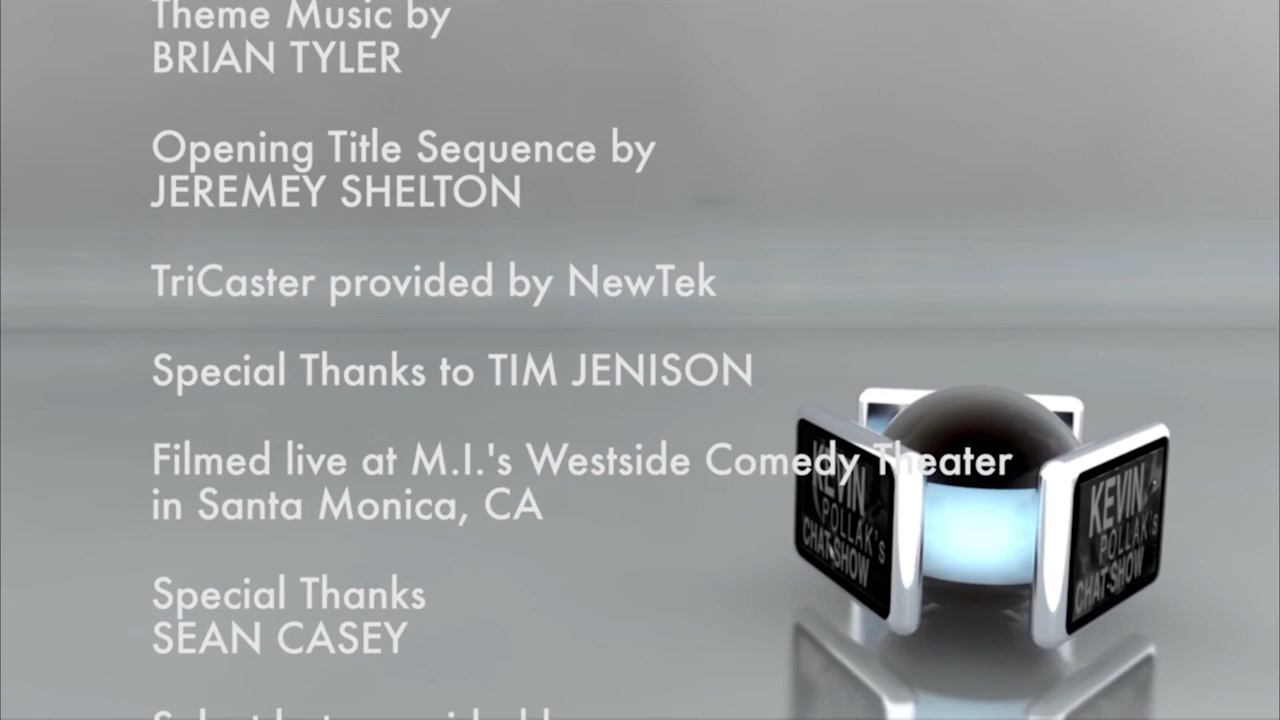 Theme Music by
BRIAN TYLER
Opening Title Sequence by
JEREMEY SHELTON
TriCaster provided by NewTek
Special Thanks to TIM JENISON
Filmed live at M.I.'s Westside Comedy Theater
in Santa Monica, CA
Special Thanks
SEAN CASEY
KEVIN
POLLAK's
CHAT SHOW
KEVIN
POLLAK's
CHAT SHOW